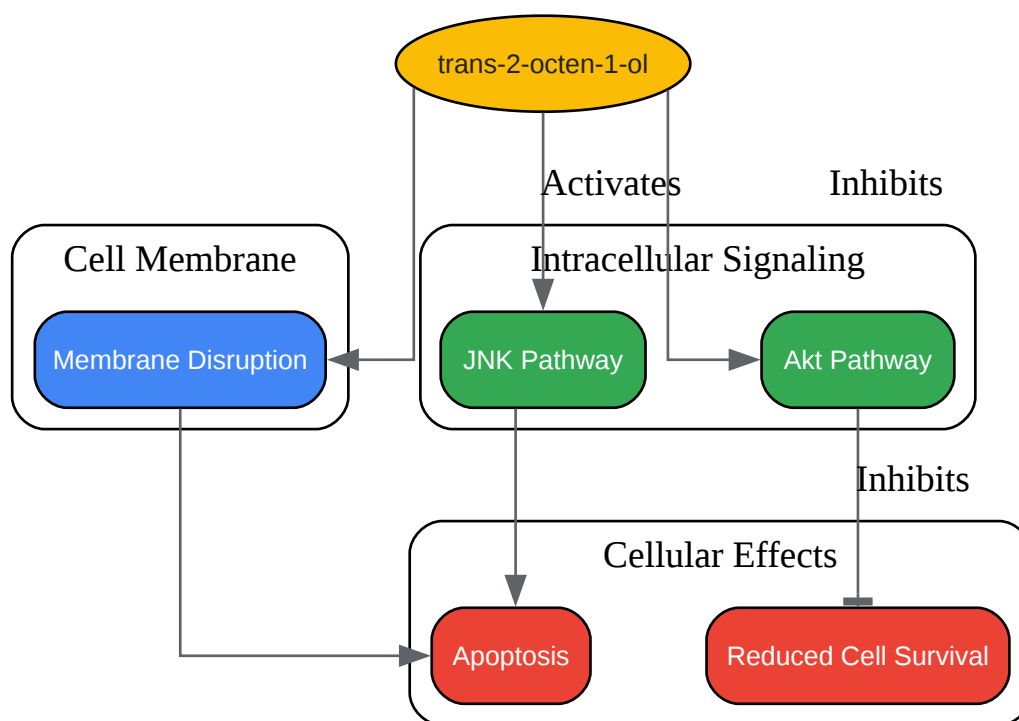 trans-2-octen-1-ol
Activates
Inhibits
Cell Membrane
Intracellular Signaling
Membrane Disruption
JNK Pathway
Akt Pathway
Inhibits
Cellular Effects
Apoptosis
Reduced Cell Survival